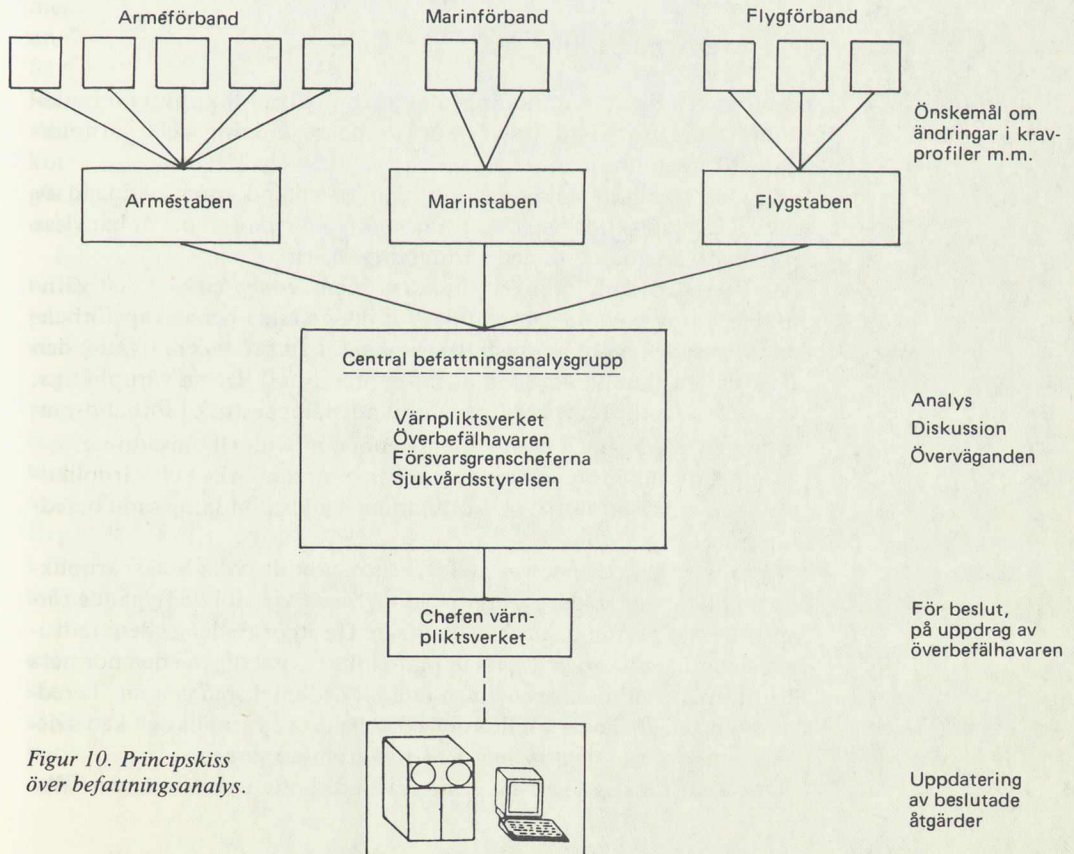 Arméförband
Marinförband
Flygförband
Önskemål om
ändringar i krav-
profiler m.m.
Arméstaben
Marinstaben
Flygstaben
Central befattningsanalysgrupp
Värnpliktsverket
Överbefälhavaren
Försvarsgrenscheferna
Sjukvårdsstyrelsen
Analys
Diskussion
Överväganden
Chefen värn-
pliktsverket
För beslut,
på uppdrag av
överbefälhavaren
Figur 10. Principskiss
över befattningsanalys.
Uppdatering
av beslutade
åtgärder